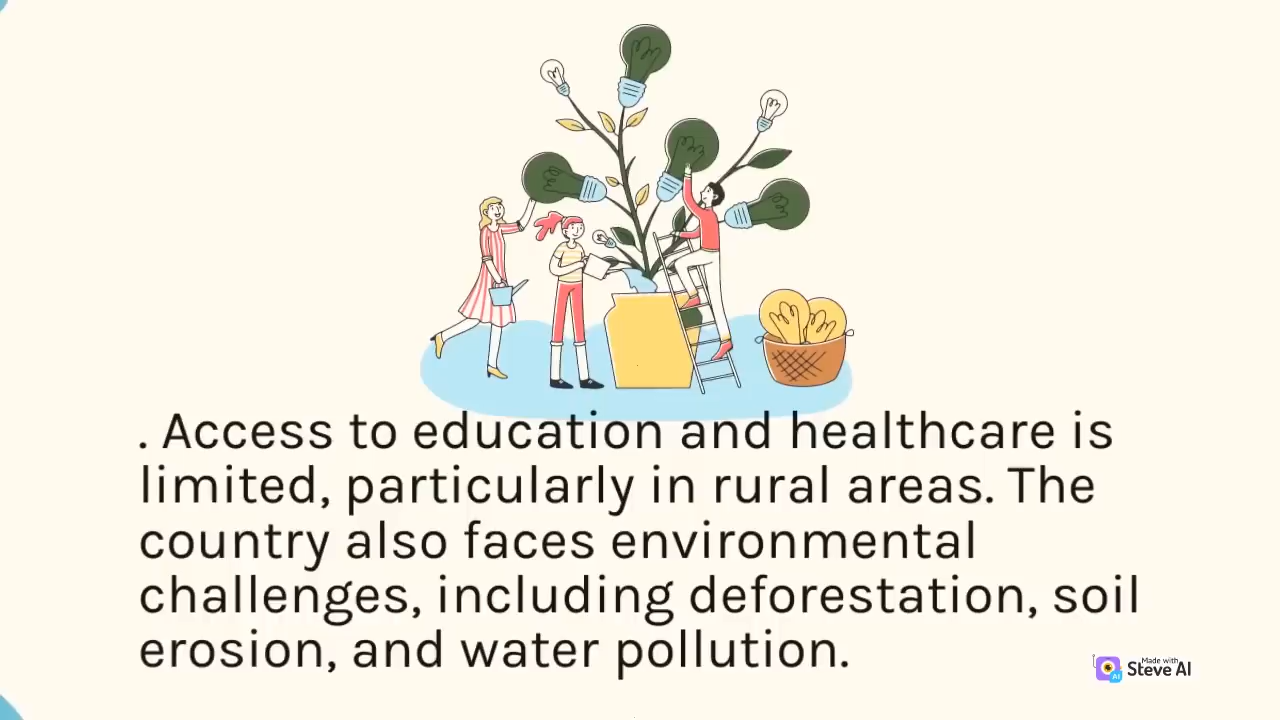 . Access to education and healthcare is
limited, particularly in rural areas. The
country also faces environmental
challenges, including deforestation, soil
erosion, and water pollution.
Made with
Steve AI
AI